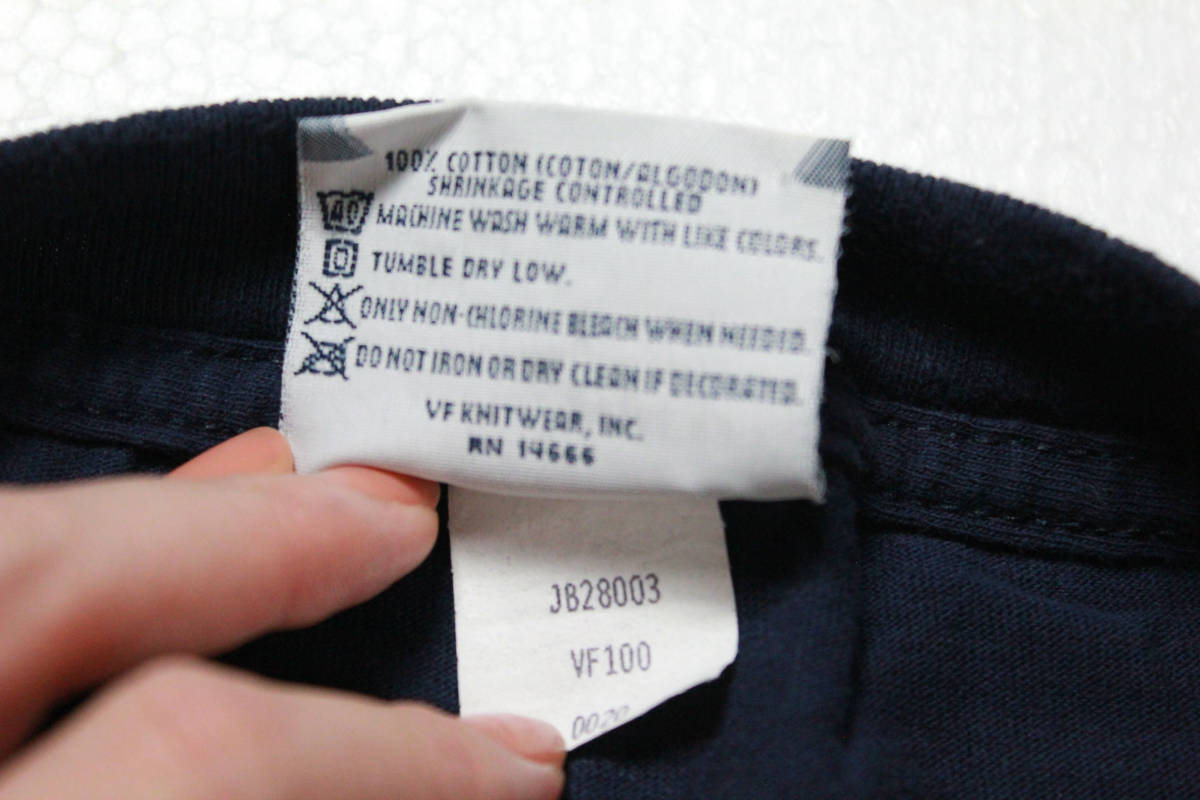 100% COTTON (COTON/ALGODON)
SHRINKAGE CONTROLLED
40 MACHINE WASH WARM WITH LIKE COLORS.
TUMBLE DRY LOW.
ONLY NON-CHLORINE BLEACH WHEN NEEDED.
DO NOT IRON OR DRY CLEAN IF DECORATED.
VF KNITWEAR, INC.
RN 14666
JB28003
VF100